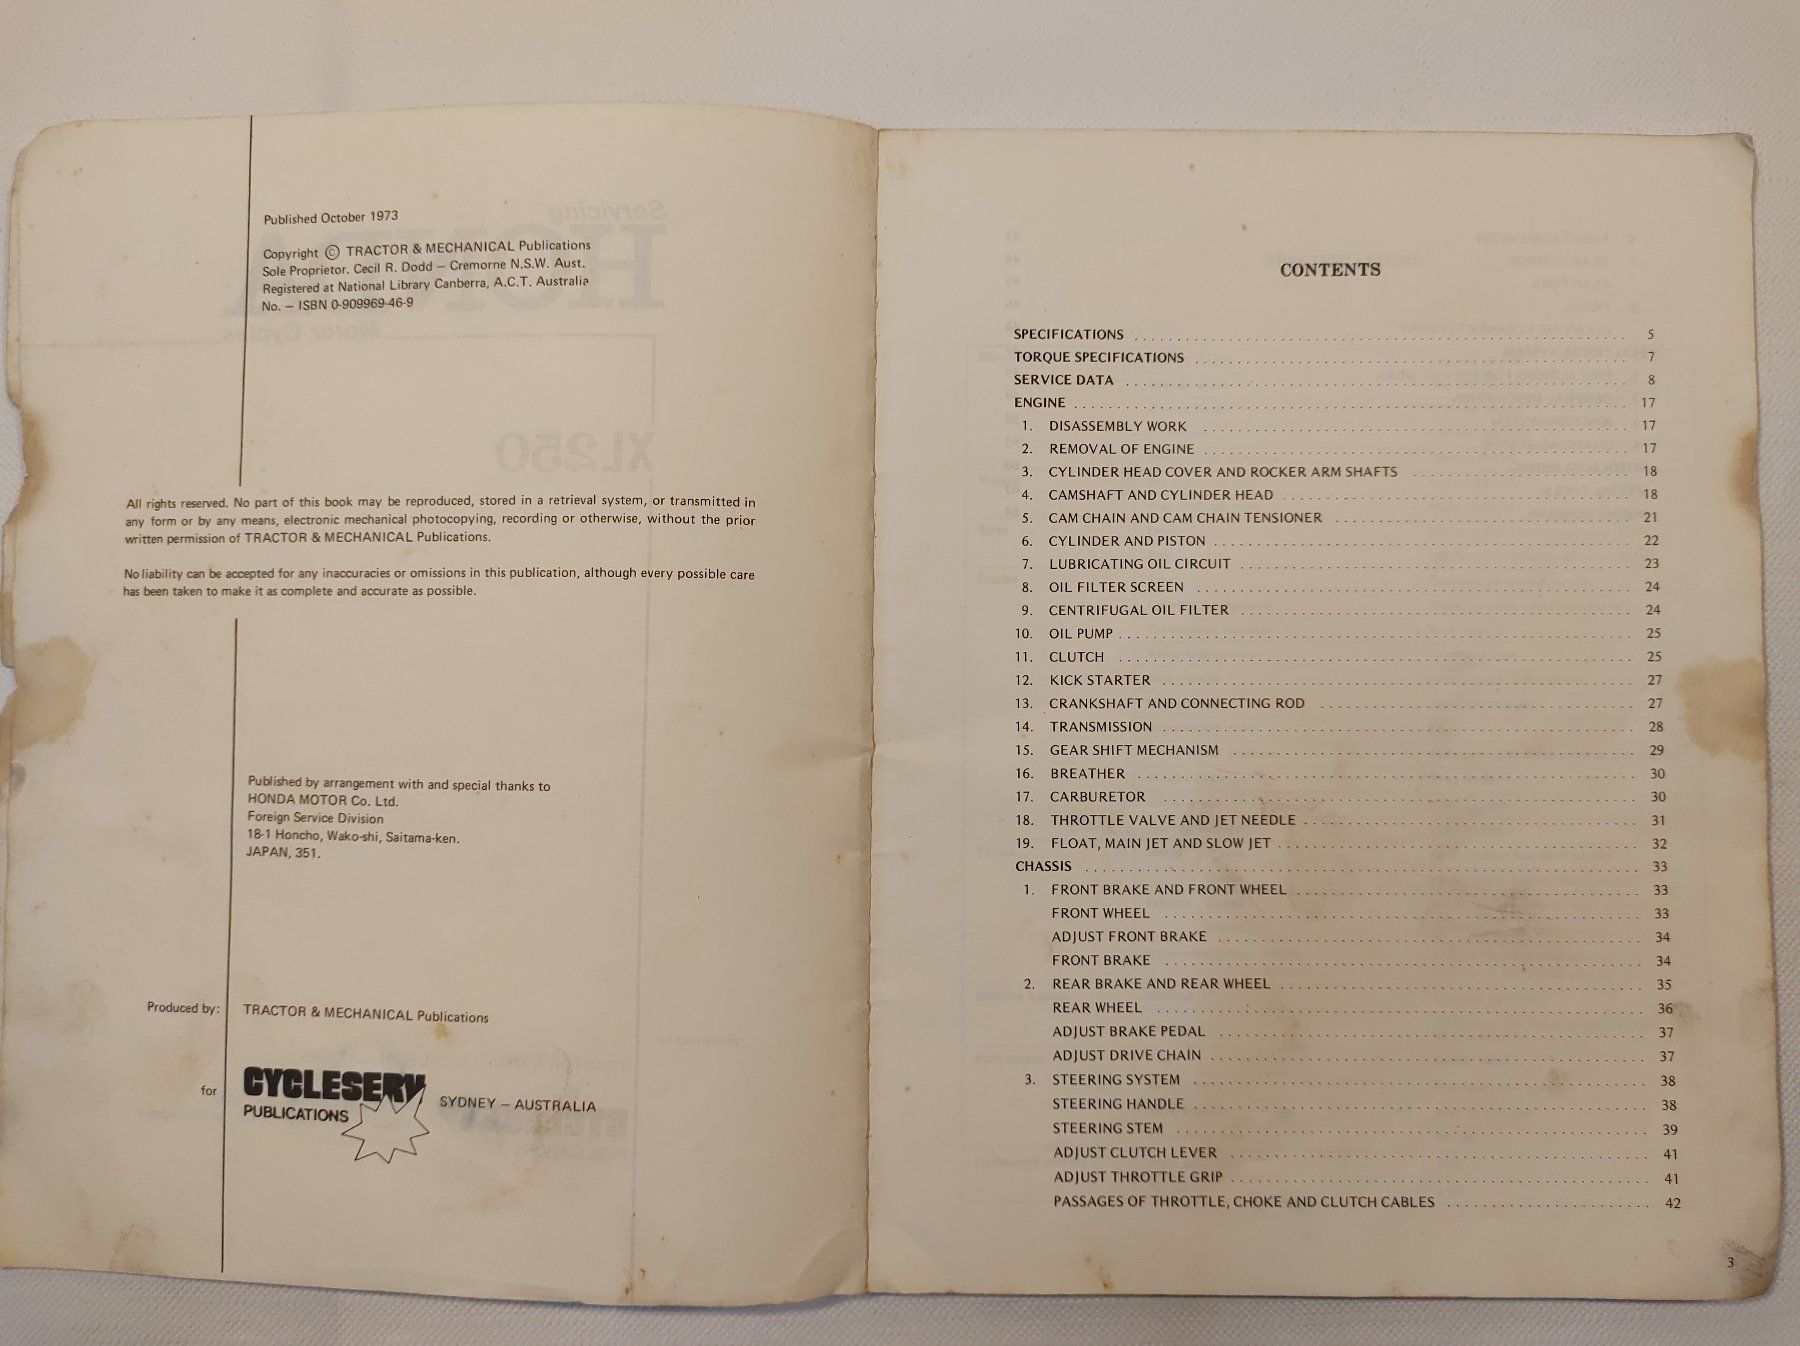 Published October 1973
Copyright © TRACTOR & MECHANICAL Publications
Sole Proprietor. Cecil R. Dodd – Cremorne N.S.W. Aust.
Registered at National Library Canberra, A.C.T. Australia
No. – ISBN 0-909969-46-9
All rights reserved. No part of this book may be reproduced, stored in a retrieval system, or transmitted in
any form or by any means, electronic mechanical photocopying, recording or otherwise, without the prior
written permission of TRACTOR & MECHANICAL Publications.
No liability can be accepted for any inaccuracies or omissions in this publication, although every possible care
has been taken to make it as complete and accurate as possible.
Published by arrangement with and special thanks to
HONDA MOTOR Co. Ltd.
Foreign Service Division
18-1 Honcho, Wako-shi, Saitama-ken.
JAPAN, 351.
Produced by: TRACTOR & MECHANICAL Publications
for CYCLESERV
PUBLICATIONS SYDNEY – AUSTRALIA
Servicing
HONDA
Motor Cycles
XL250
CONTENTS
SPECIFICATIONS 5
TORQUE SPECIFICATIONS 7
SERVICE DATA 8
ENGINE 17
1. DISASSEMBLY WORK 17
2. REMOVAL OF ENGINE 17
3. CYLINDER HEAD COVER AND ROCKER ARM SHAFTS 18
4. CAMSHAFT AND CYLINDER HEAD 18
5. CAM CHAIN AND CAM CHAIN TENSIONER 21
6. CYLINDER AND PISTON 22
7. LUBRICATING OIL CIRCUIT 23
8. OIL FILTER SCREEN 24
9. CENTRIFUGAL OIL FILTER 24
10. OIL PUMP 25
11. CLUTCH 25
12. KICK STARTER 27
13. CRANKSHAFT AND CONNECTING ROD 27
14. TRANSMISSION 28
15. GEAR SHIFT MECHANISM 29
16. BREATHER 30
17. CARBURETOR 30
18. THROTTLE VALVE AND JET NEEDLE 31
19. FLOAT, MAIN JET AND SLOW JET 32
CHASSIS 33
1. FRONT BRAKE AND FRONT WHEEL 33
FRONT WHEEL 33
ADJUST FRONT BRAKE 34
FRONT BRAKE 34
2. REAR BRAKE AND REAR WHEEL 35
REAR WHEEL 36
ADJUST BRAKE PEDAL 37
ADJUST DRIVE CHAIN 37
3. STEERING SYSTEM 38
STEERING HANDLE 38
STEERING STEM 39
ADJUST CLUTCH LEVER 41
ADJUST THROTTLE GRIP 41
PASSAGES OF THROTTLE, CHOKE AND CLUTCH CABLES 42
3